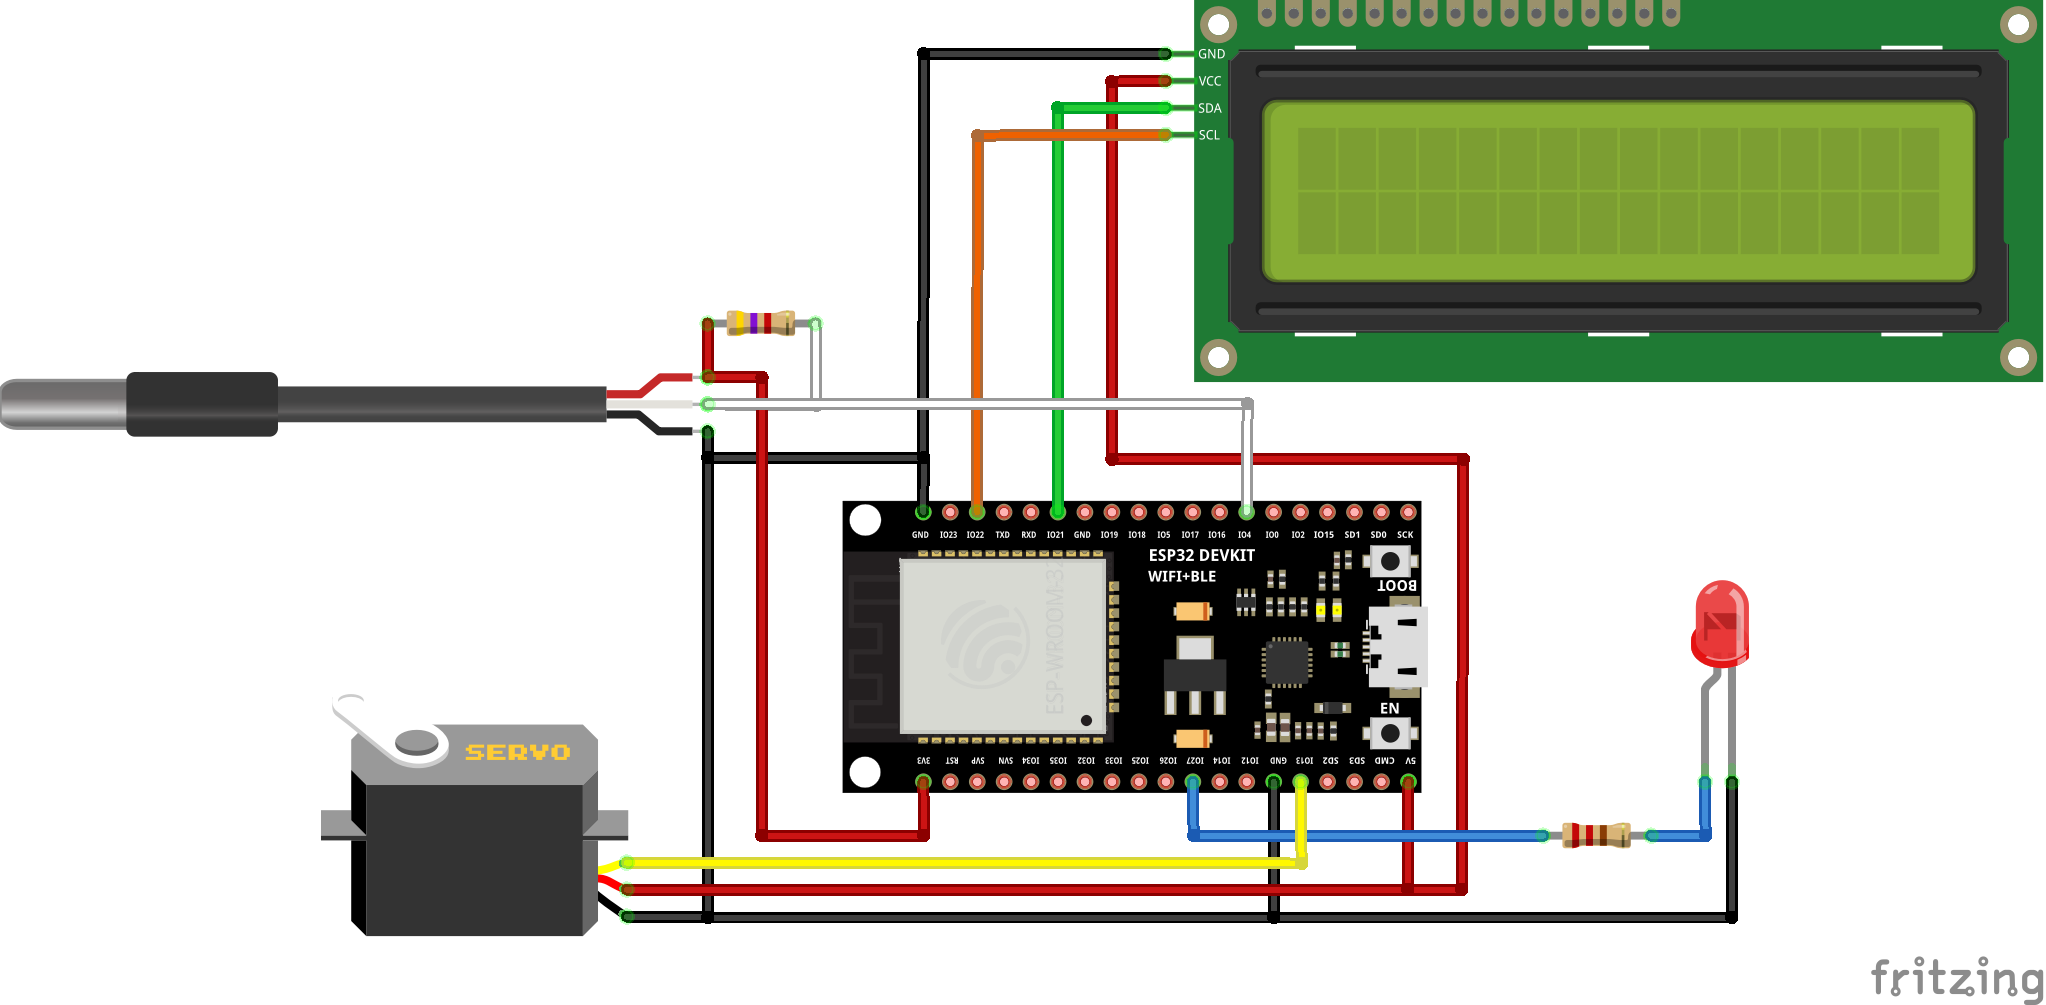 GND
VCC
SDA
SCL
GND IO23 IO22 TXD RXD IO21 GND IO19 IO18 IO5 IO17 IO16 IO4 IO0 IO2 IO15 SD1 SD0 SCK
ESP32 DEVKIT
WIFI+BLE
BOOT
ESP-WROOM-32
EN
3V3 RST SVP SVN IO34 IO35 IO32 IO33 IO25 IO26 IO27 IO14 IO12 GND IO13 SD2 SD3 CMD 5V
SERVO
fritzing